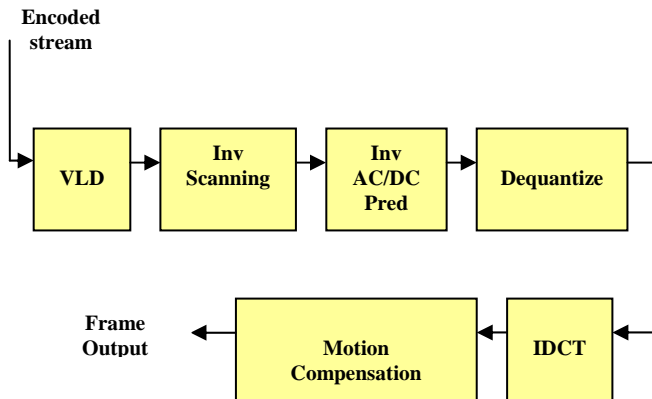 Encoded
stream
VLD
Inv
Scanning
Inv
AC/DC
Pred
Dequantize
Frame
Output
Motion
Compensation
IDCT